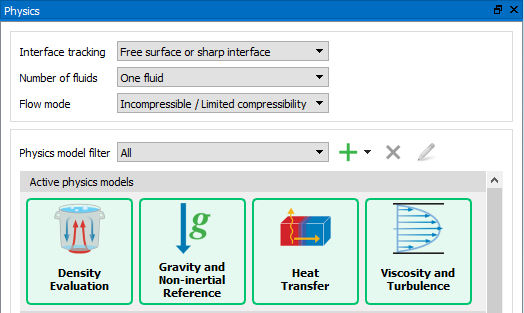 Physics
Interface tracking Free surface or sharp interface
Number of fluids One fluid
Flow mode Incompressible / Limited compressibility
Physics model filter All
Active physics models
g
Density
Evaluation
Gravity and
Non-inertial
Reference
Heat
Transfer
Viscosity and
Turbulence